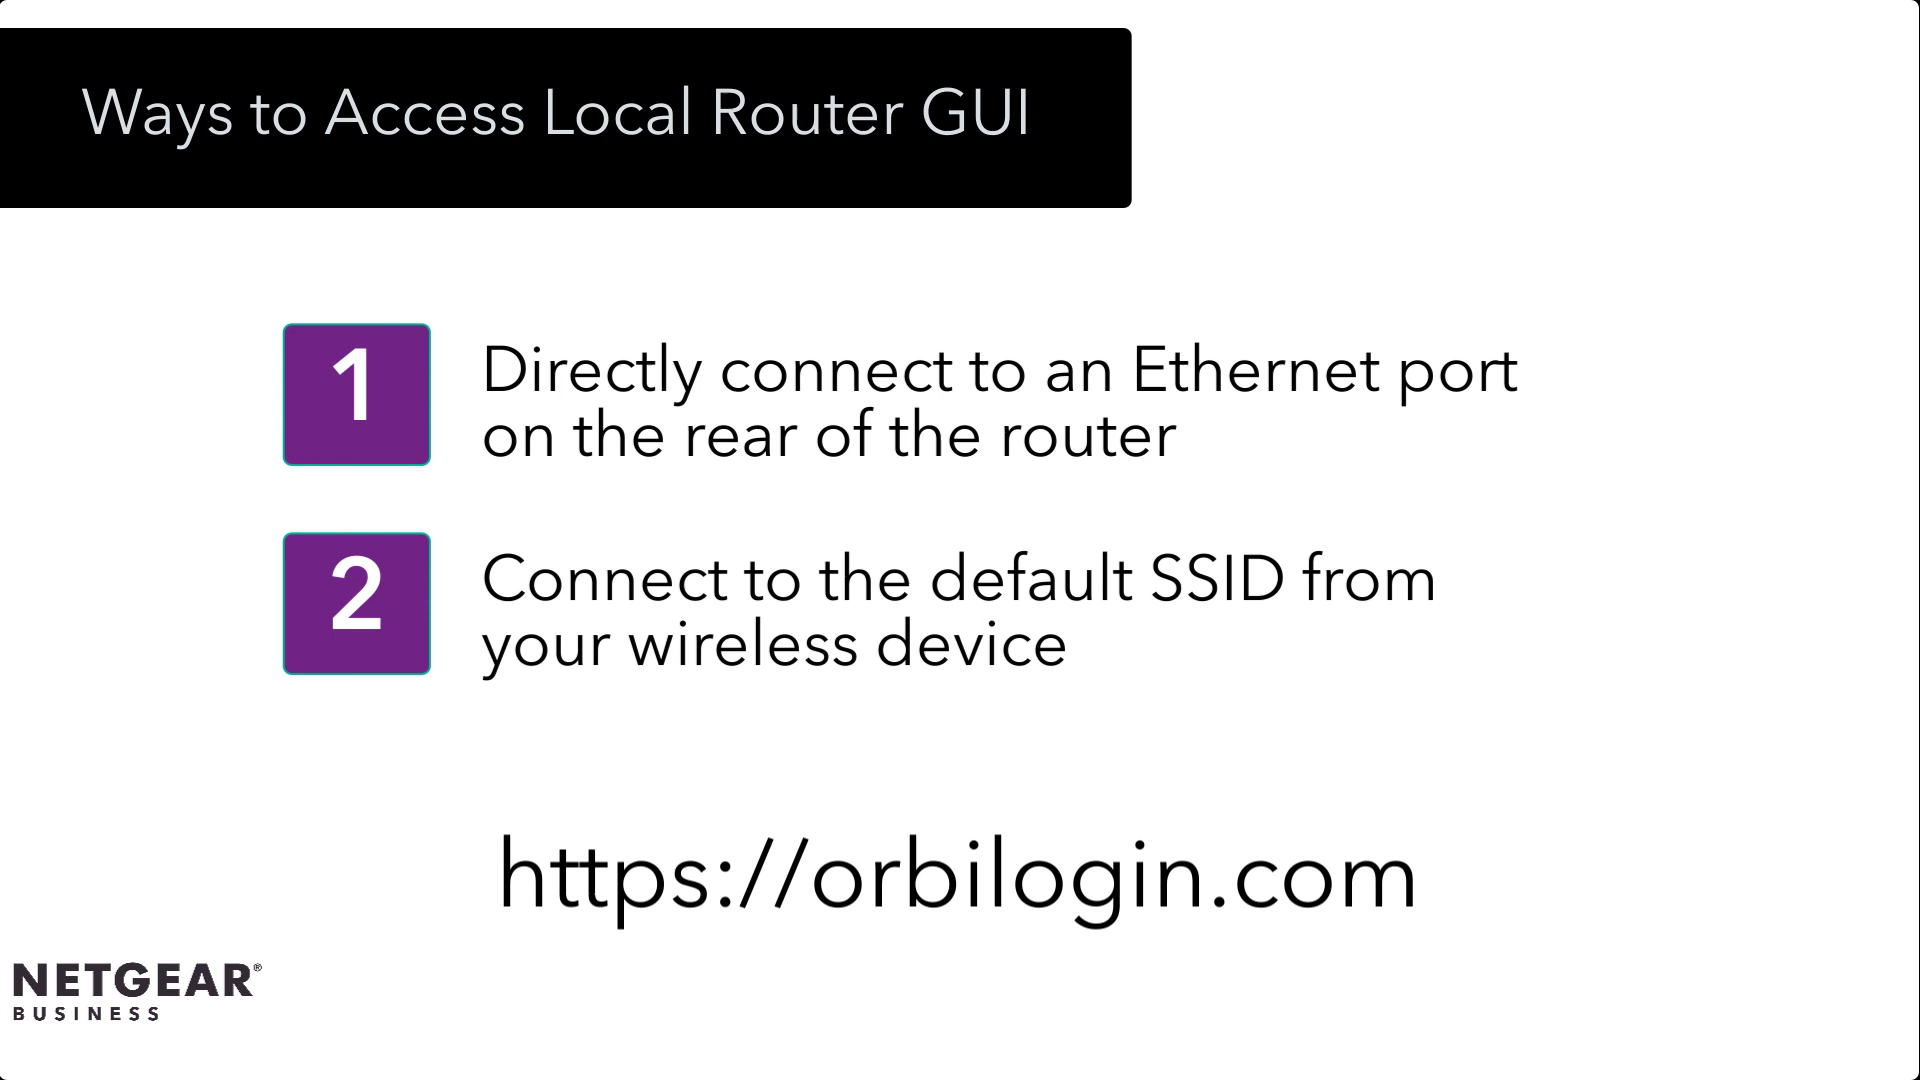 Ways to Access Local Router GUI
1
Directly connect to an Ethernet port
on the rear of the router
2
Connect to the default SSID from
your wireless device
https://orbilogin.com
NETGEAR®
BUSINESS